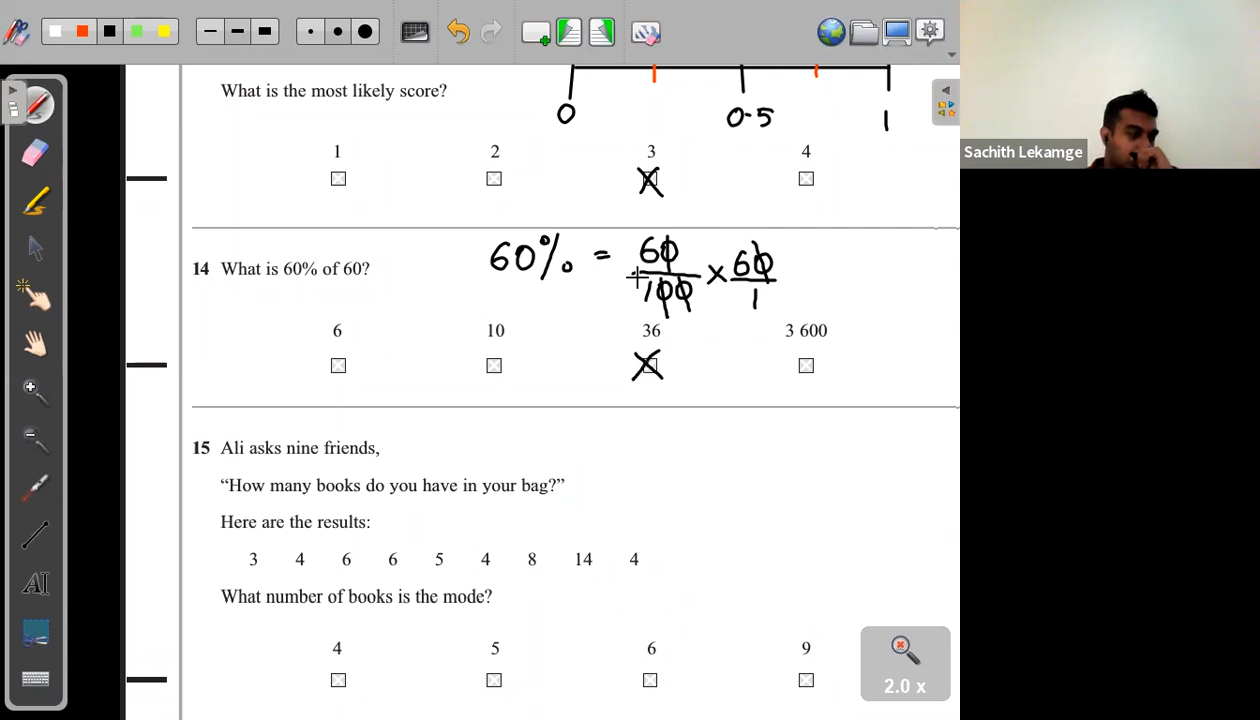 What is the most likely score?
0 0.5 1
1 2 3 4
60% = 60/100 × 60/1
14 What is 60% of 60?
6 10 36 3 600
15 Ali asks nine friends,
“How many books do you have in your bag?”
Here are the results:
3 4 6 6 5 4 8 14 4
What number of books is the mode?
4 5 6 9
2.0 x
AI
Sachith Lekamge